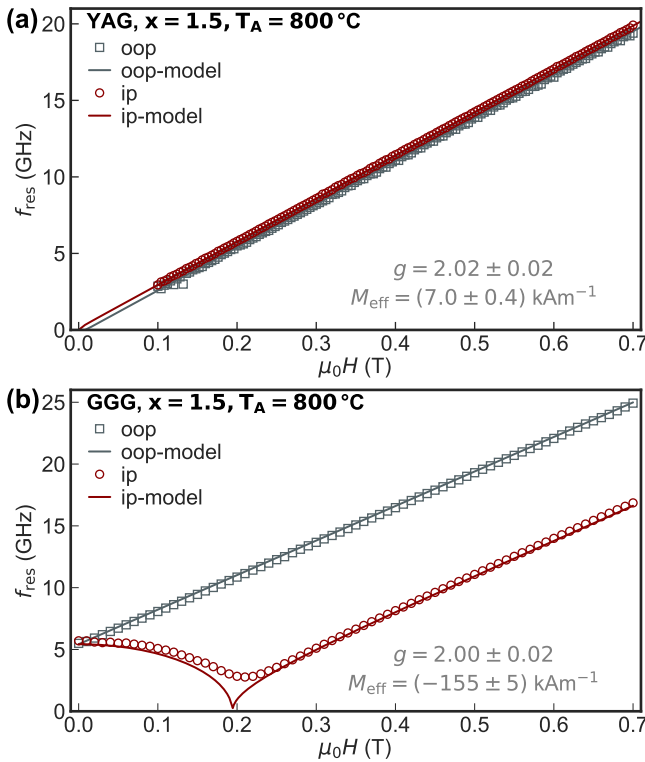 (a)
YAG, x = 1.5, T_A = 800 °C
oop
oop-model
ip
ip-model
g = 2.02 ± 0.02
M_eff = (7.0 ± 0.4) kAm⁻¹
f_res (GHz)
20
15
10
5
0
0.0 0.1 0.2 0.3 0.4 0.5 0.6 0.7
μ₀H (T)
(b)
GGG, x = 1.5, T_A = 800 °C
oop
oop-model
ip
ip-model
g = 2.00 ± 0.02
M_eff = (−155 ± 5) kAm⁻¹
f_res (GHz)
25
20
15
10
5
0
0.0 0.1 0.2 0.3 0.4 0.5 0.6 0.7
μ₀H (T)